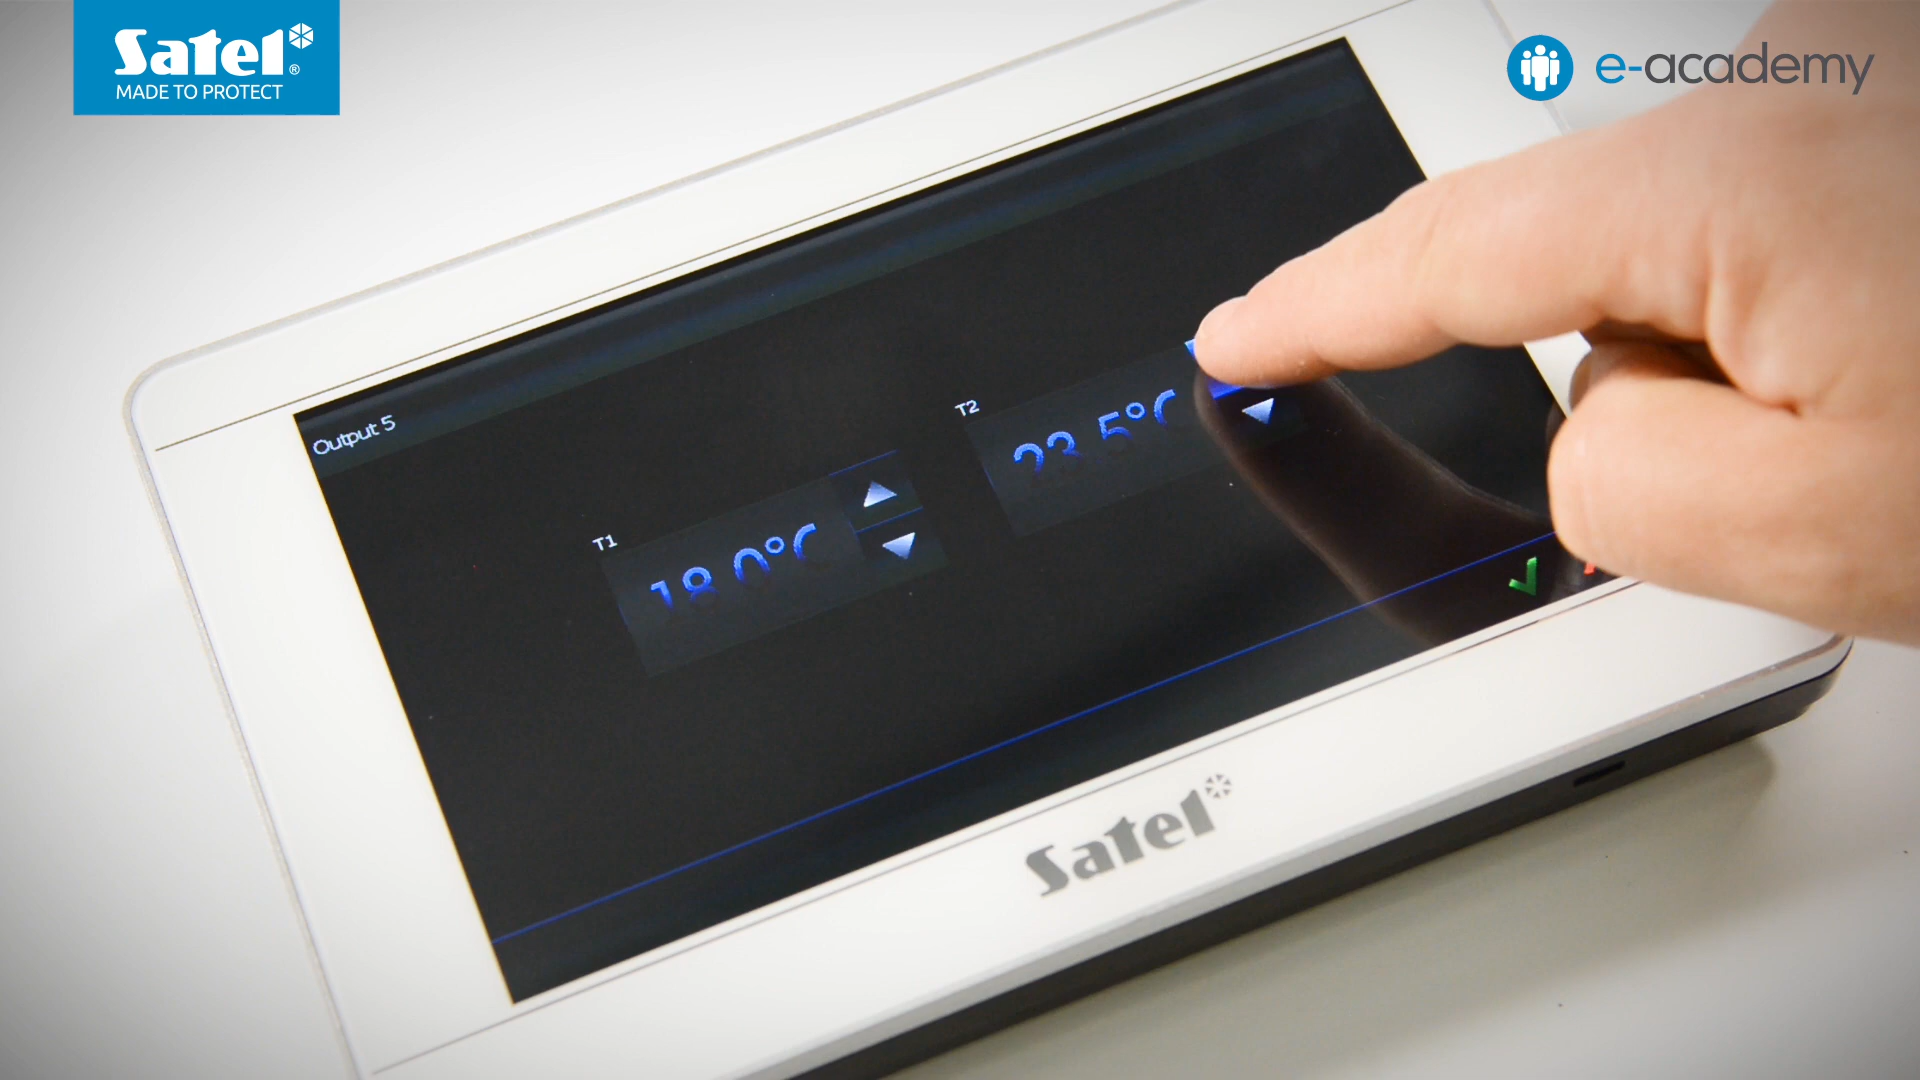 Satel®
MADE TO PROTECT
e-academy
Output 5
T1
18.0°C
T2
23.5°C
Satel